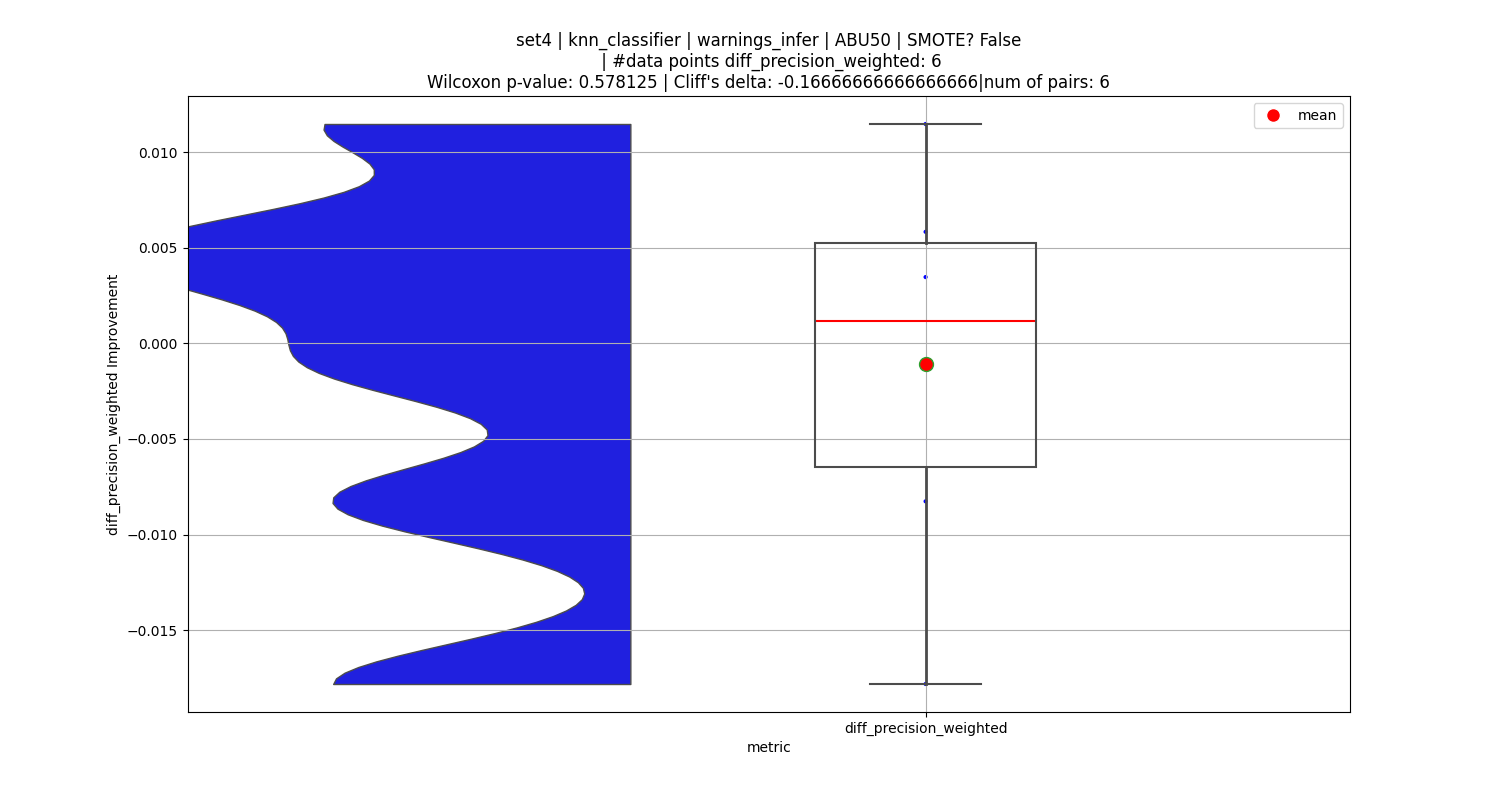 set4 | knn_classifier | warnings_infer | ABU50 | SMOTE? False
| #data points diff_precision_weighted: 6
Wilcoxon p-value: 0.578125 | Cliff's delta: -0.16666666666666666|num of pairs: 6
mean
0.010
0.005
0.000
−0.005
−0.010
−0.015
diff_precision_weighted Improvement
diff_precision_weighted
metric